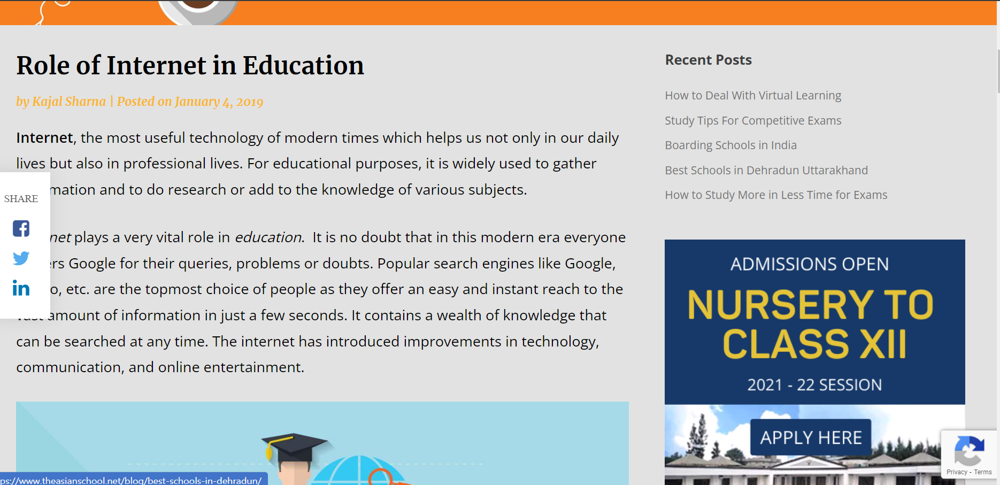 Role of Internet in Education
by Kajal Sharna | Posted on January 4, 2019
Internet, the most useful technology of modern times which helps us not only in our daily
lives but also in professional lives. For educational purposes, it is widely used to gather
mation and to do research or add to the knowledge of various subjects.
net plays a very vital role in education. It is no doubt that in this modern era everyone
ers Google for their queries, problems or doubts. Popular search engines like Google,
o, etc. are the topmost choice of people as they offer an easy and instant reach to the
vast amount of information in just a few seconds. It contains a wealth of knowledge that
can be searched at any time. The internet has introduced improvements in technology,
communication, and online entertainment.
SHARE
in
Recent Posts
How to Deal With Virtual Learning
Study Tips For Competitive Exams
Boarding Schools in India
Best Schools in Dehradun Uttarakhand
How to Study More in Less Time for Exams
ADMISSIONS OPEN
NURSERY TO
CLASS XII
2021 - 22 SESSION
APPLY HERE
Privacy - Terms
ps://www.theasianschool.net/blog/best-schools-in-dehradun/